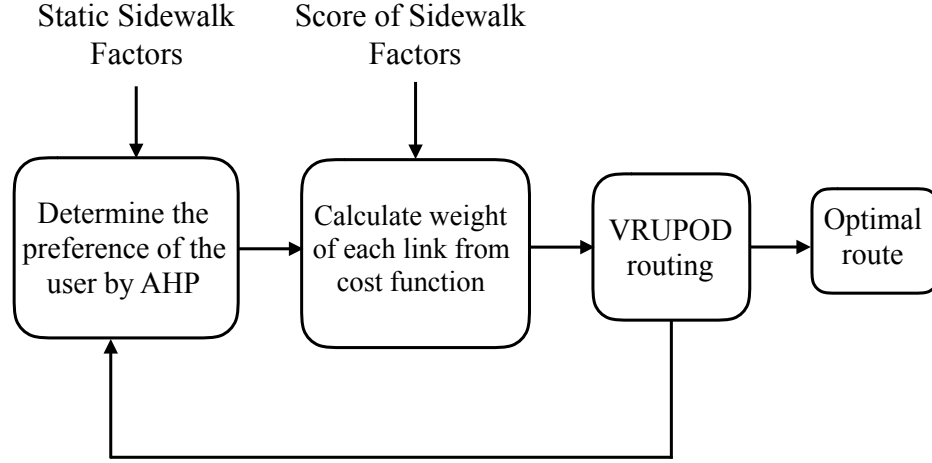 Static Sidewalk
Factors
Score of Sidewalk
Factors
Determine the
preference of the
user by AHP
Calculate weight
of each link from
cost function
VRUPOD
routing
Optimal
route